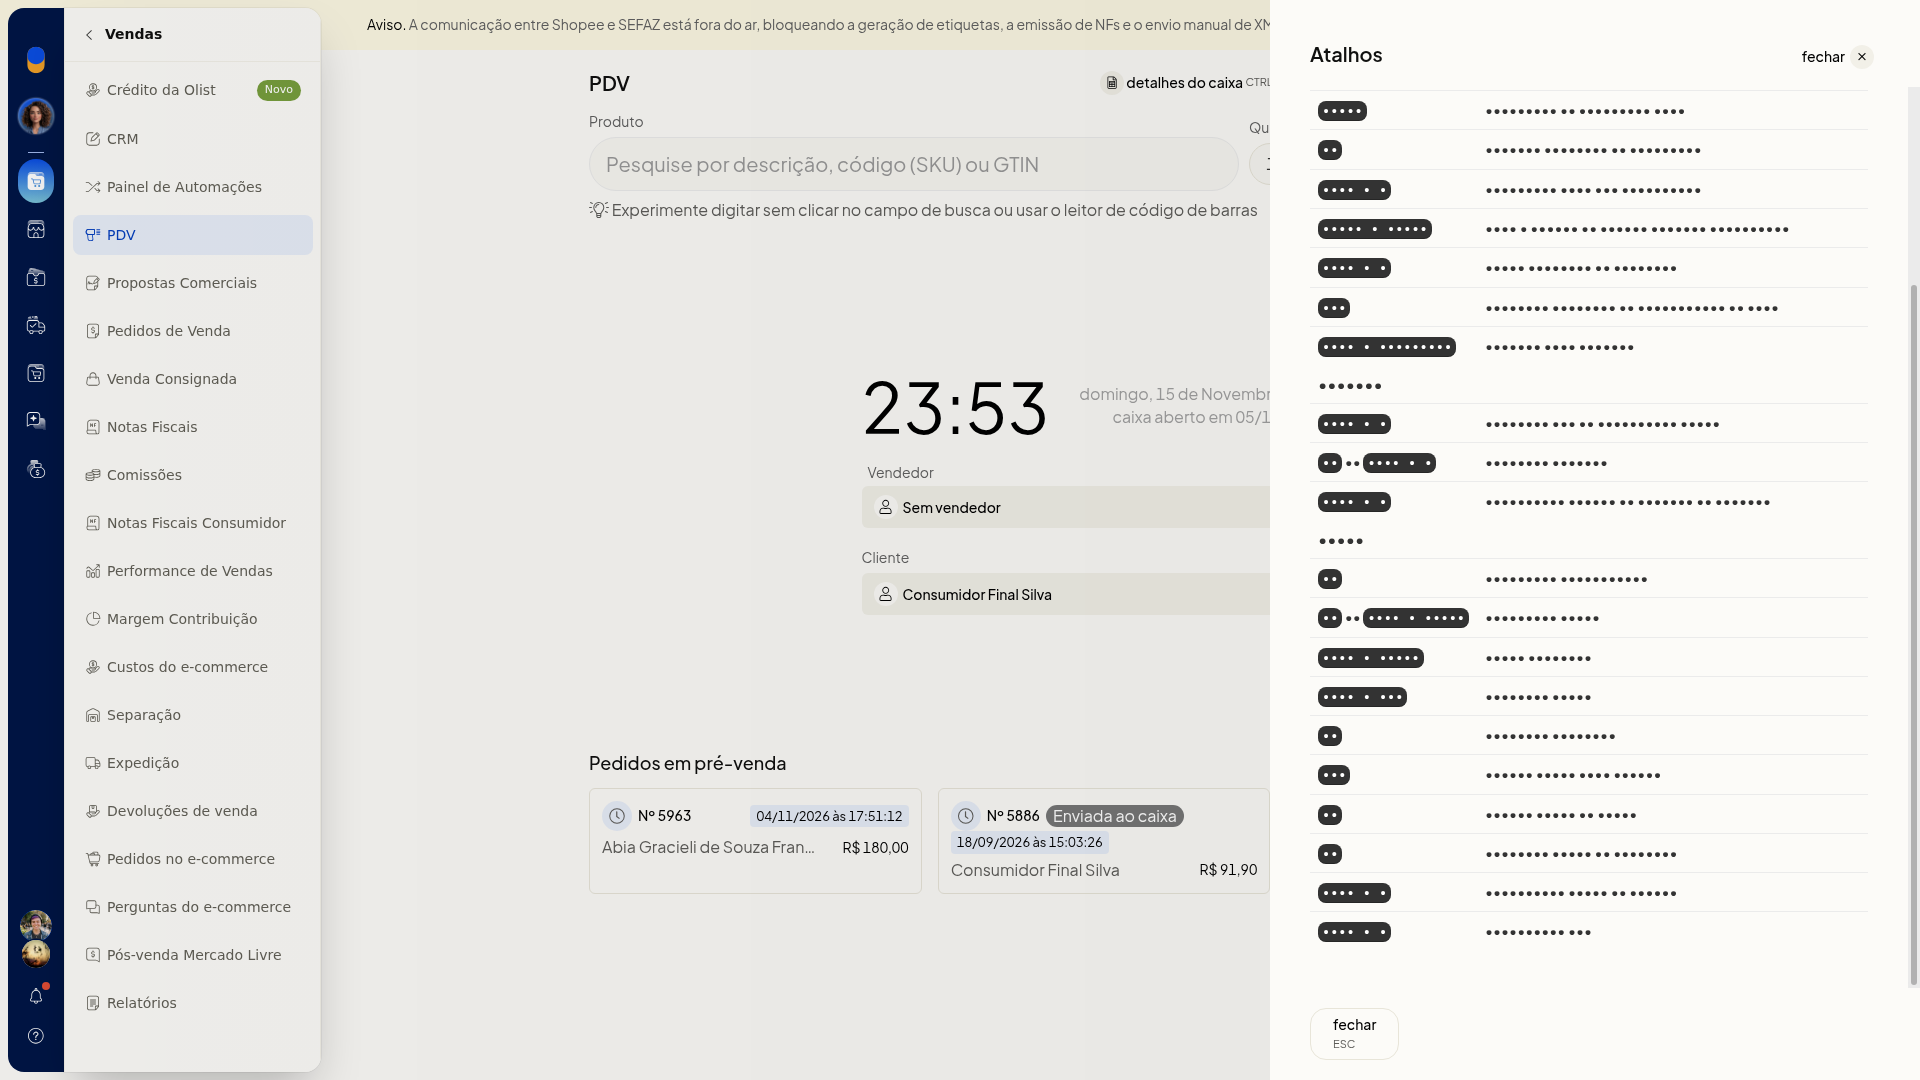 Vendas
Crédito da Olist Novo
CRM
Painel de Automações
PDV
Propostas Comerciais
Pedidos de Venda
Venda Consignada
Notas Fiscais
Comissões
Notas Fiscais Consumidor
Performance de Vendas
Margem Contribuição
Custos do e-commerce
Separação
Expedição
Devoluções de venda
Pedidos no e-commerce
Perguntas do e-commerce
Pós-venda Mercado Livre
Relatórios
Aviso. A comunicação entre Shopee e SEFAZ está fora do ar, bloqueando a geração de etiquetas, a emissão de NFs e o envio manual de
PDV
detalhes do caixa CTRL
Produto
Pesquise por descrição, código (SKU) ou GTIN
Experimente digitar sem clicar no campo de busca ou usar o leitor de código de barras
23:53
domingo, 15 de
caixa aberto em
Vendedor
Sem vendedor
Cliente
Consumidor Final Silva
Pedidos em pré-venda
Nº 5963 04/11/2026 às 17:51:12
Abia Gracieli de Souza Fran... R$ 180,00
Nº 5886 Enviada ao caixa
18/09/2026 às 15:03:26
Consumidor Final Silva R$ 91,90
Atalhos
fechar
fechar
ESC